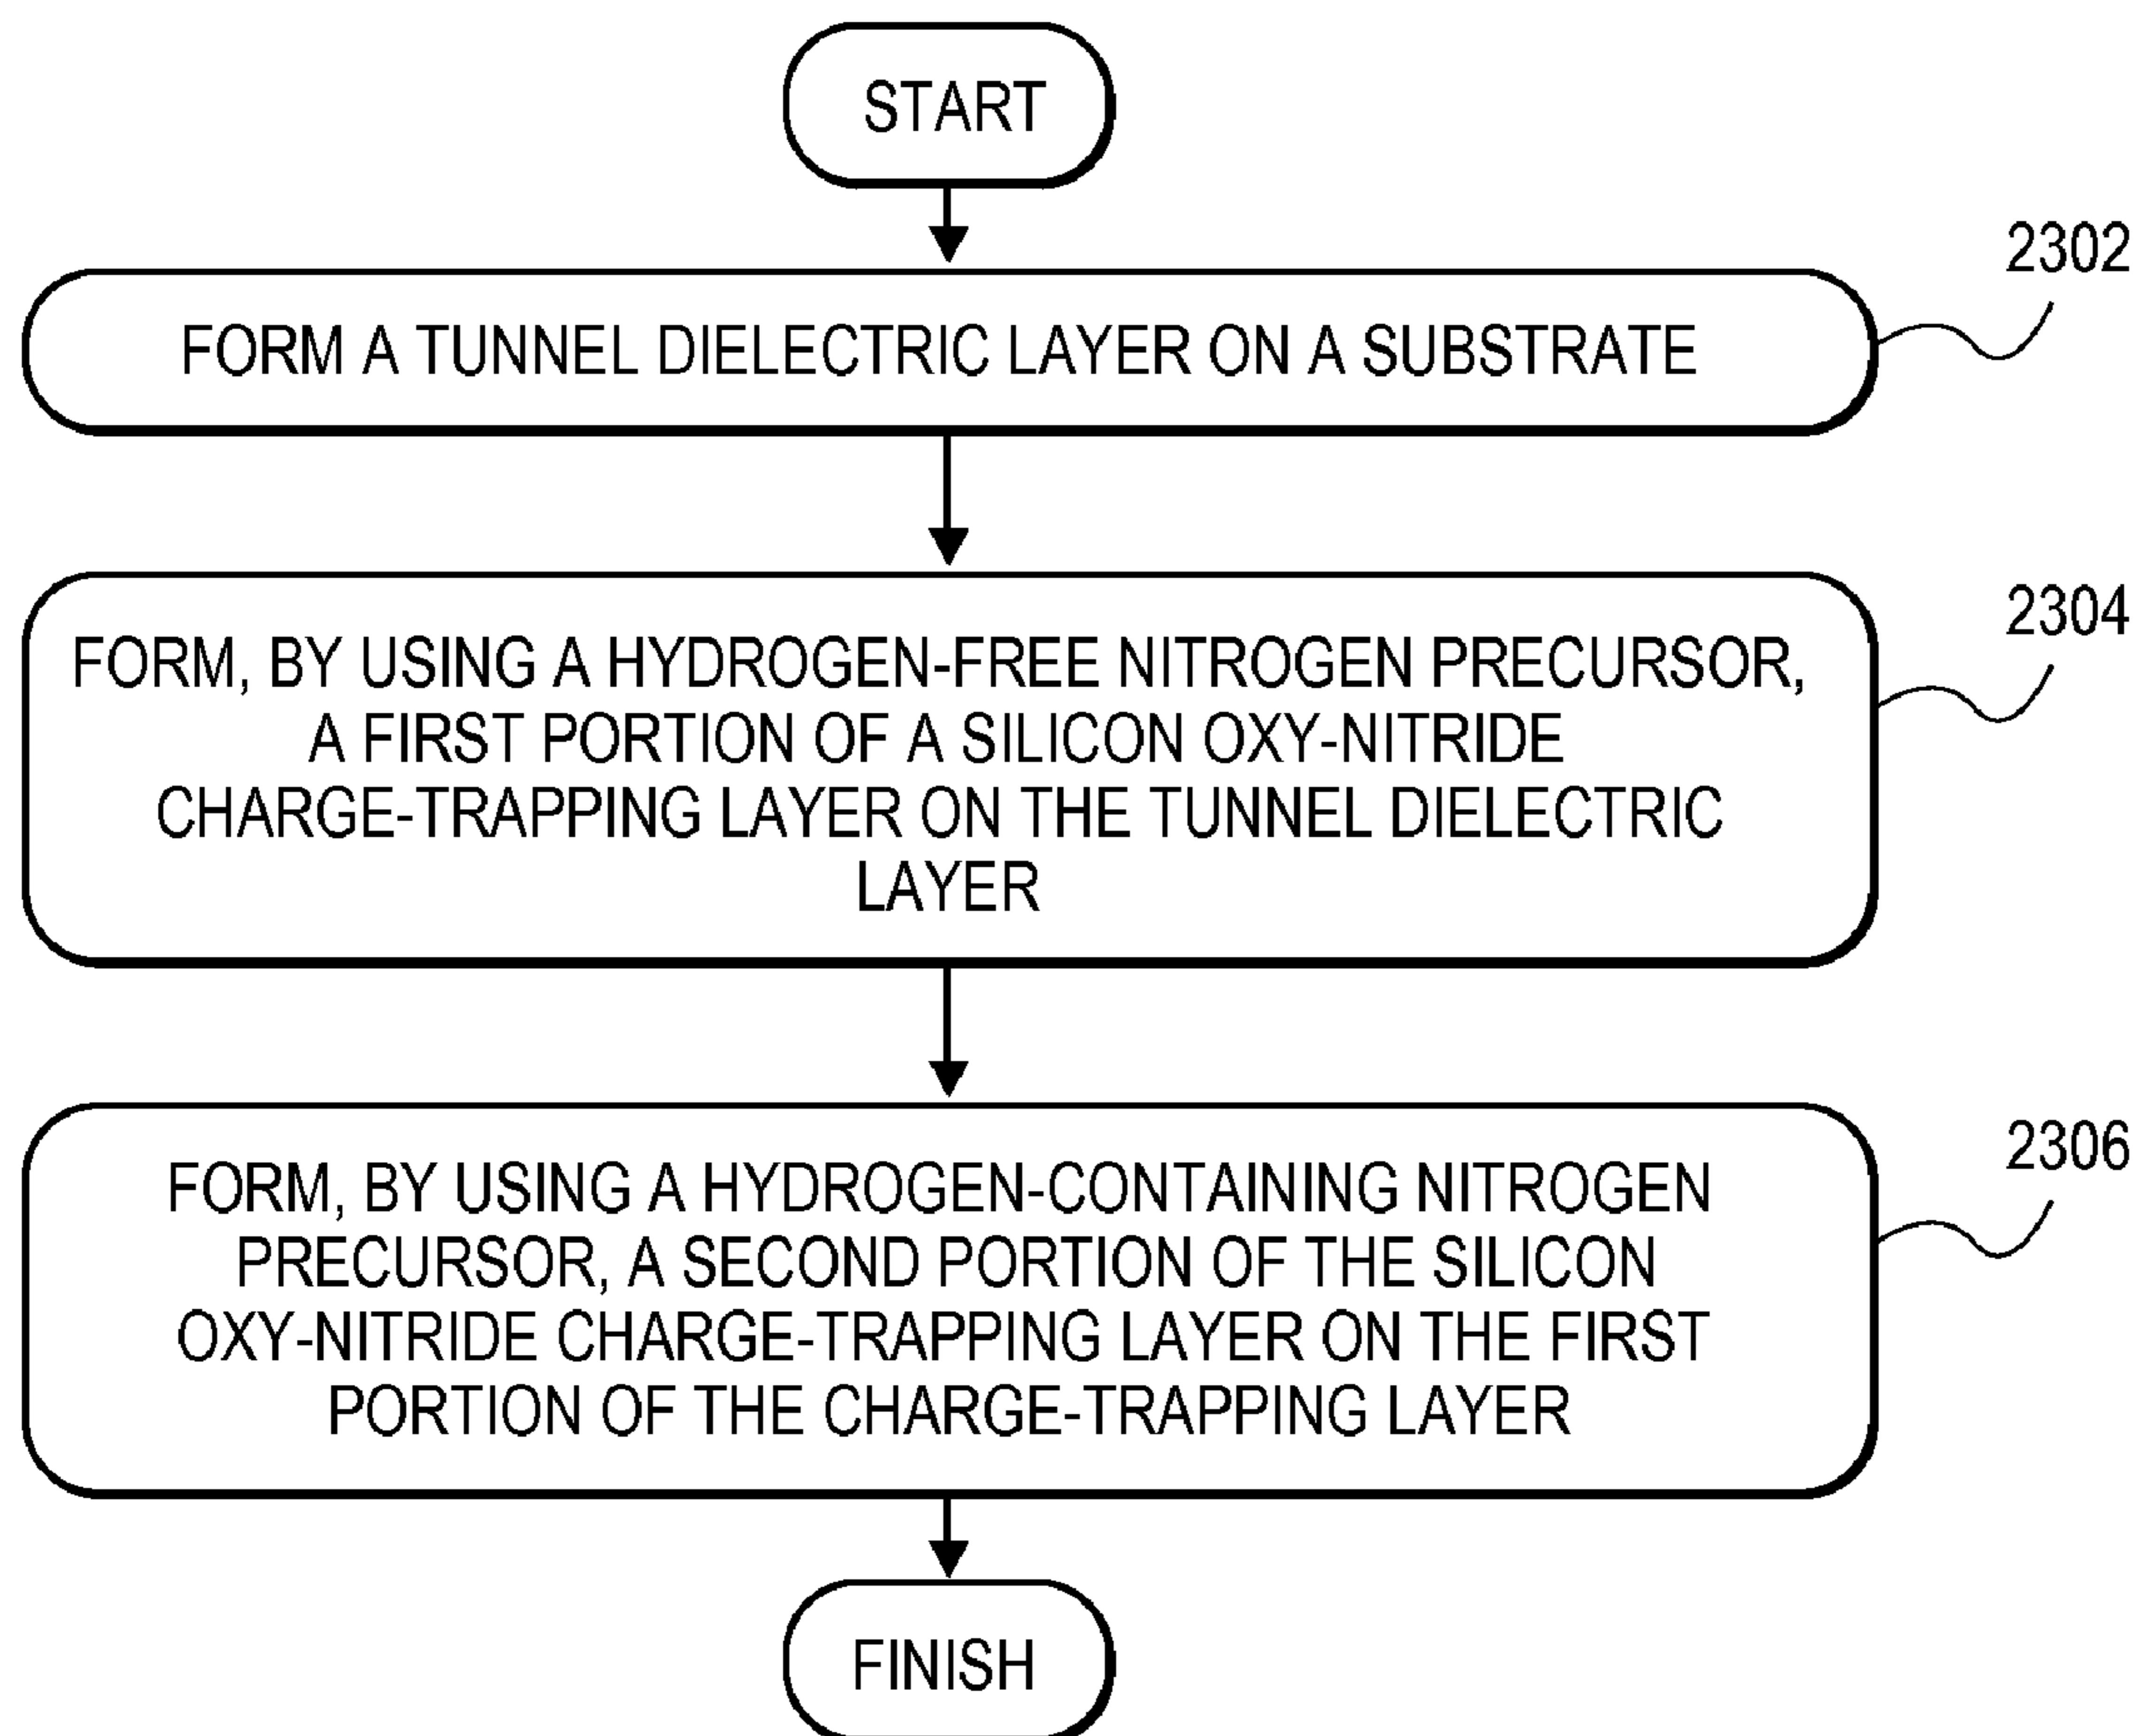 START
2302
FORM A TUNNEL DIELECTRIC LAYER ON A SUBSTRATE
2304
FORM, BY USING A HYDROGEN-FREE NITROGEN PRECURSOR,
A FIRST PORTION OF A SILICON OXY-NITRIDE
CHARGE-TRAPPING LAYER ON THE TUNNEL DIELECTRIC
LAYER
2306
FORM, BY USING A HYDROGEN-CONTAINING NITROGEN
PRECURSOR, A SECOND PORTION OF THE SILICON
OXY-NITRIDE CHARGE-TRAPPING LAYER ON THE FIRST
PORTION OF THE CHARGE-TRAPPING LAYER
FINISH